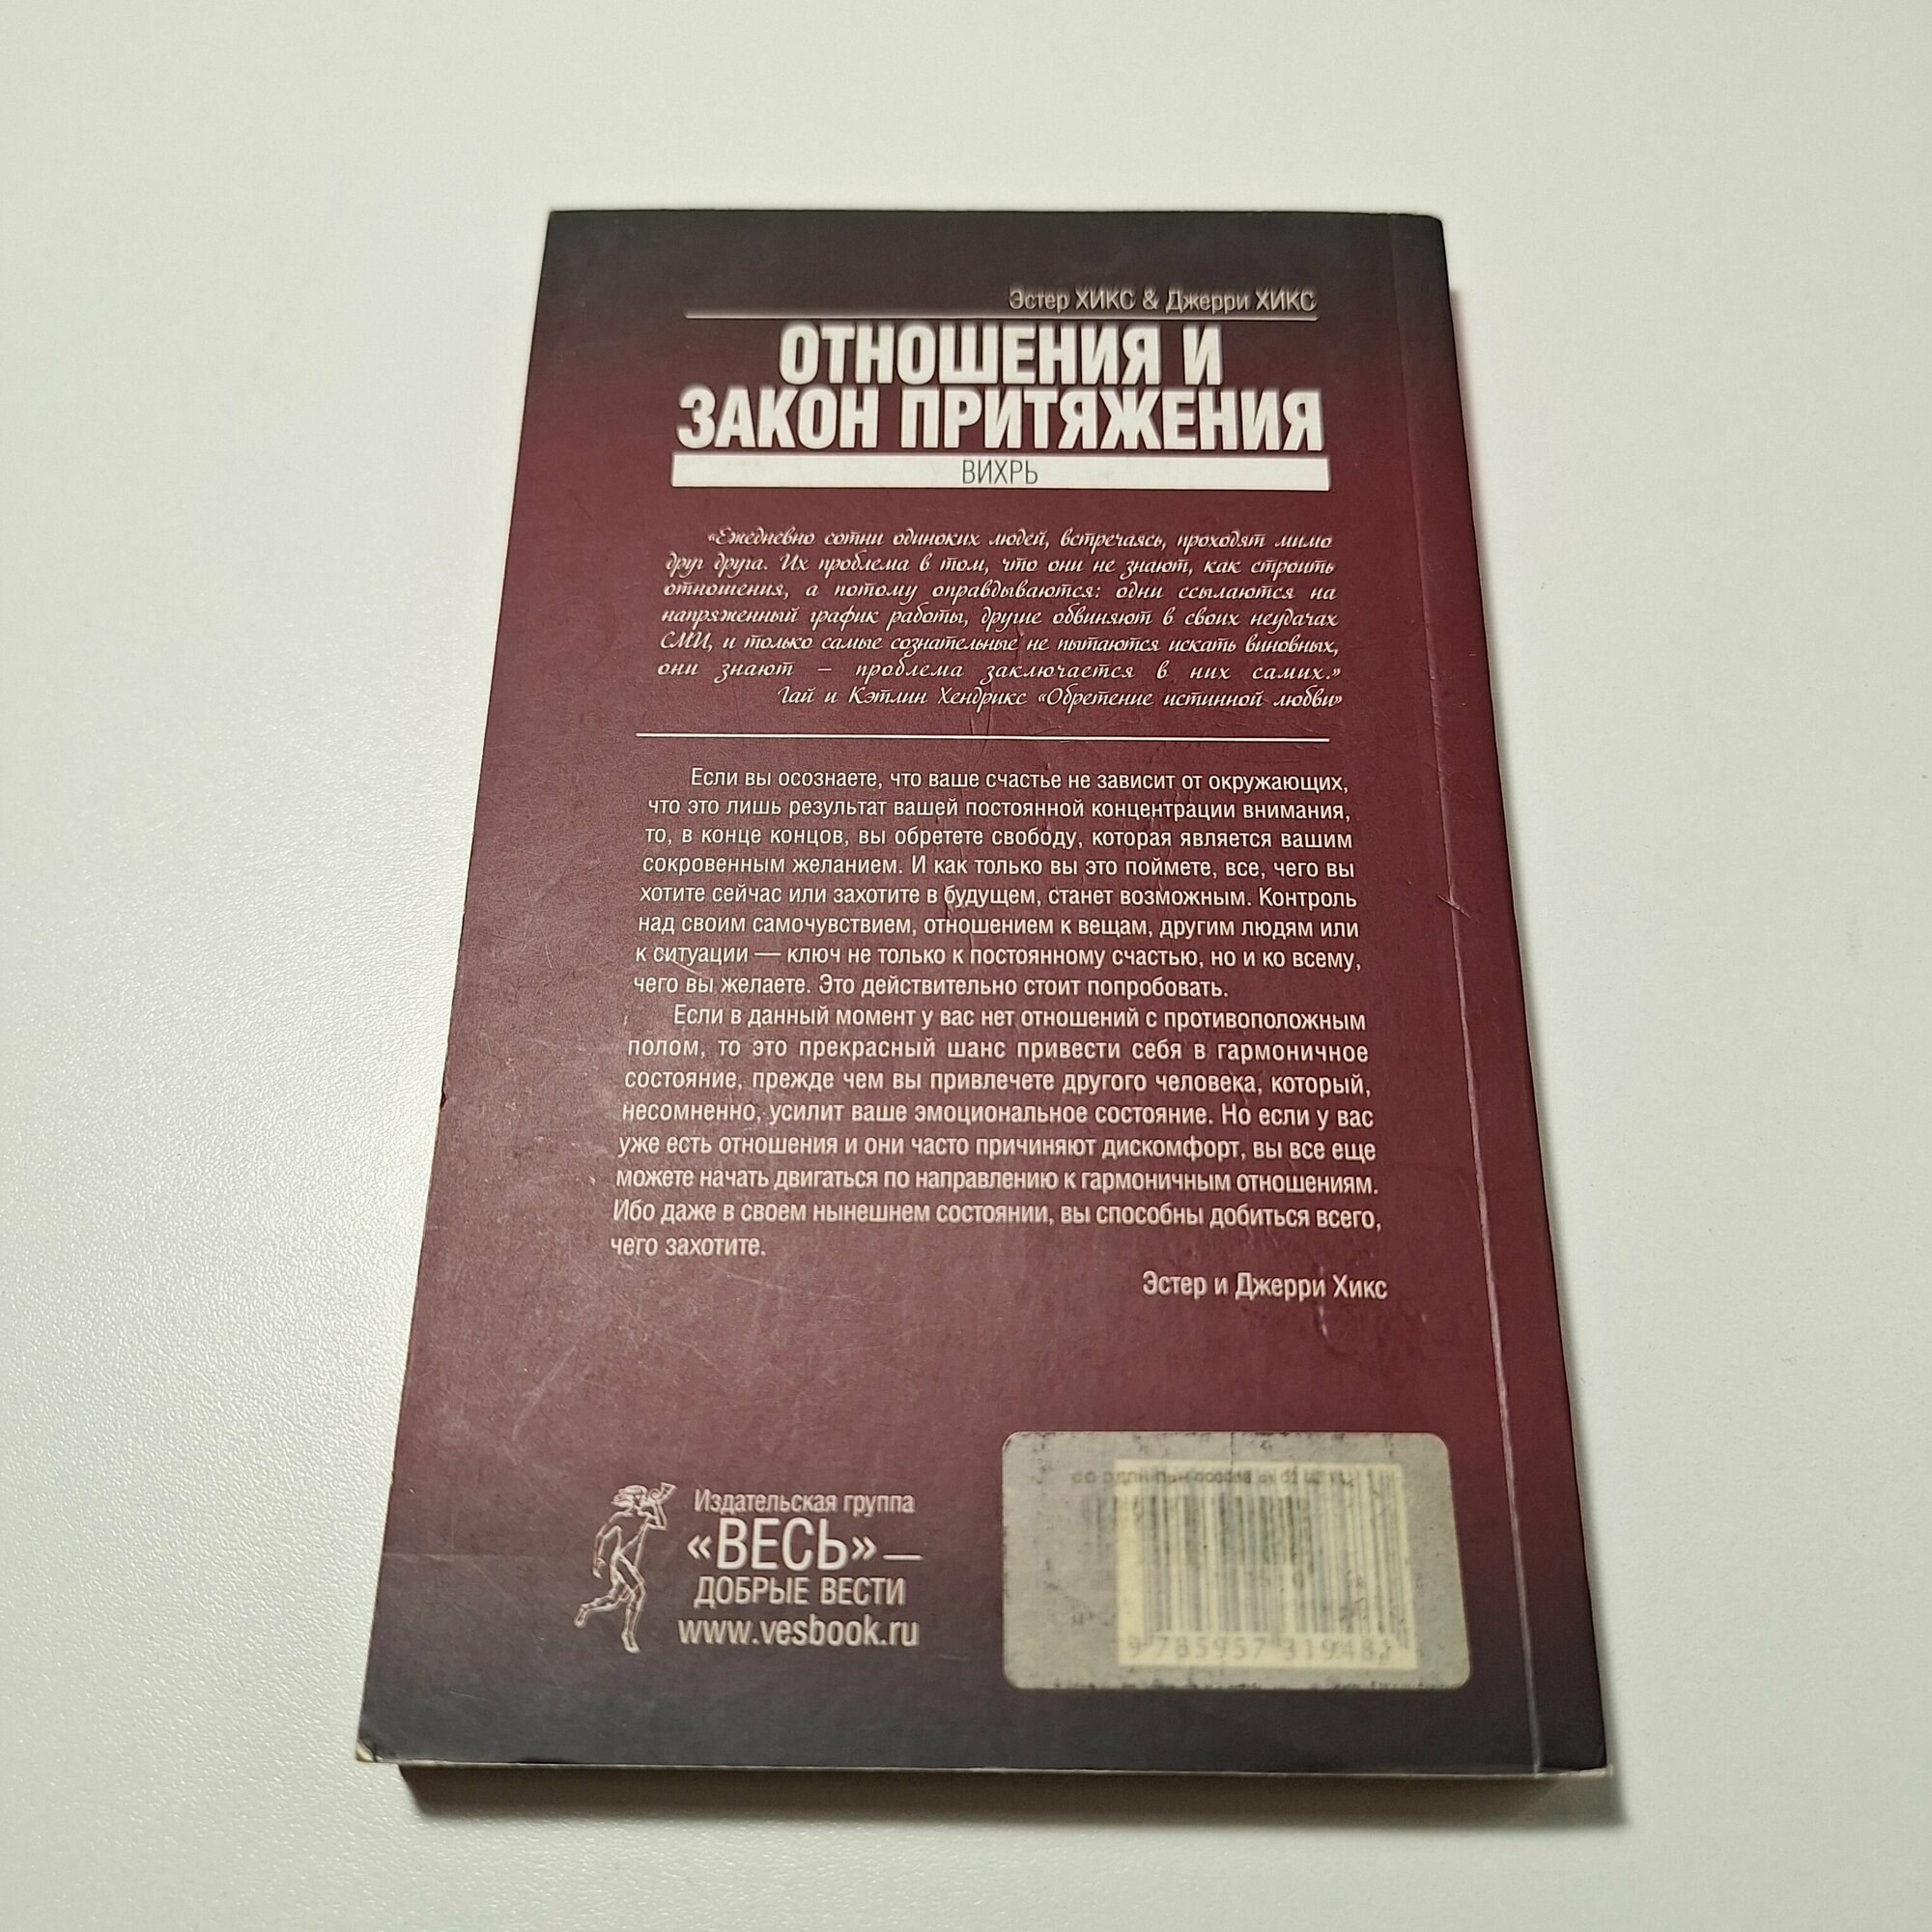 Эстер ХИКС & Джерри ХИКС
ОТНОШЕНИЯ И
ЗАКОН ПРИТЯЖЕНИЯ
ВИХРЬ
«Ежедневно сотни одиноких людей, встречаясь, проходят мимо
друг друга. Их проблема в том, что они не знают, как строить
отношения, а потому оправдываются: одни ссылаются на
напряженный график работы, другие обвиняют в своих неудачах
СМИ, и только самые сознательные не пытаются искать виновных,
они знают — проблема заключается в них самих.»
Гай и Кэтлин Хендрикс «Обретение истинной любви»
Если вы осознаете, что ваше счастье не зависит от окружающих,
что это лишь результат вашей постоянной концентрации внимания,
то, в конце концов, вы обретете свободу, которая является вашим
сокровенным желанием. И как только вы это поймете, все, чего вы
хотите сейчас или захотите в будущем, станет возможным. Контроль
над своим самочувствием, отношением к вещам, другим людям или
к ситуации — ключ не только к постоянному счастью, но и ко всему,
чего вы желаете. Это действительно стоит попробовать.
Если в данный момент у вас нет отношений с противоположным
полом, то это прекрасный шанс привести себя в гармоничное
состояние, прежде чем вы привлечете другого человека, который,
несомненно, усилит ваше эмоциональное состояние. Но если у вас
уже есть отношения и они часто причиняют дискомфорт, вы все еще
можете начать двигаться по направлению к гармоничным отношениям.
Ибо даже в своем нынешнем состоянии, вы способны добиться всего,
чего захотите.
Эстер и Джерри Хикс
Издательская группа
«ВЕСЬ» —
ДОБРЫЕ ВЕСТИ
www.vesbook.ru
9 785957 319481